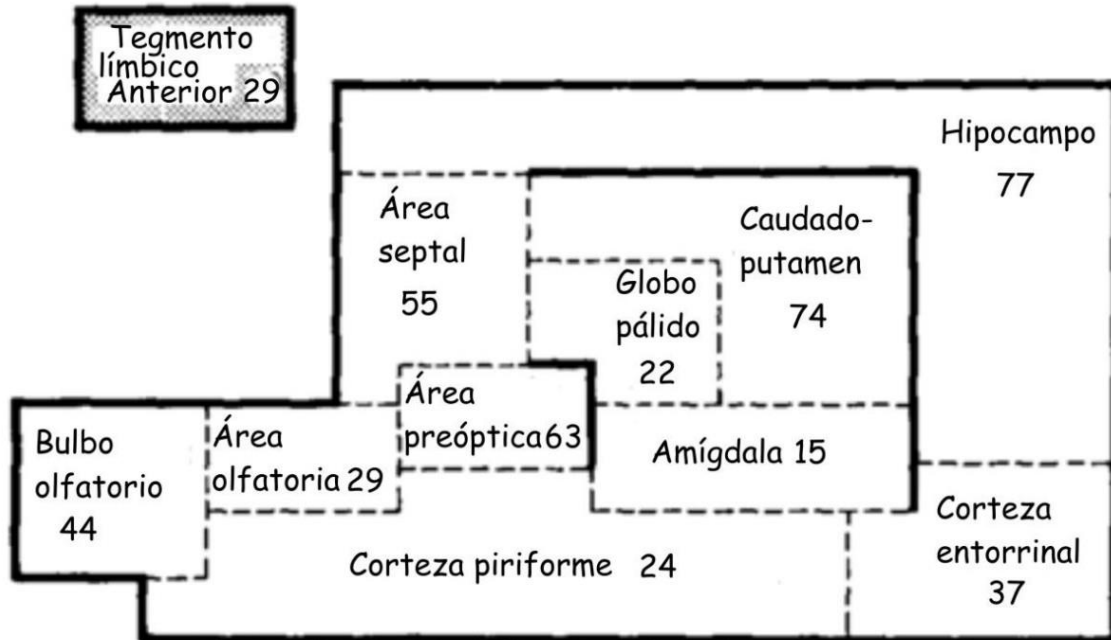 Tegmento
límbico
Anterior 29
Hipocampo
77
Área
septal
55
Caudado-
putamen
74
Globo
pálido
22
Área
preóptica63
Bulbo
olfatorio
44
Área
olfatoria 29
Amígdala 15
Corteza piriforme 24
Corteza
entorrinal
37